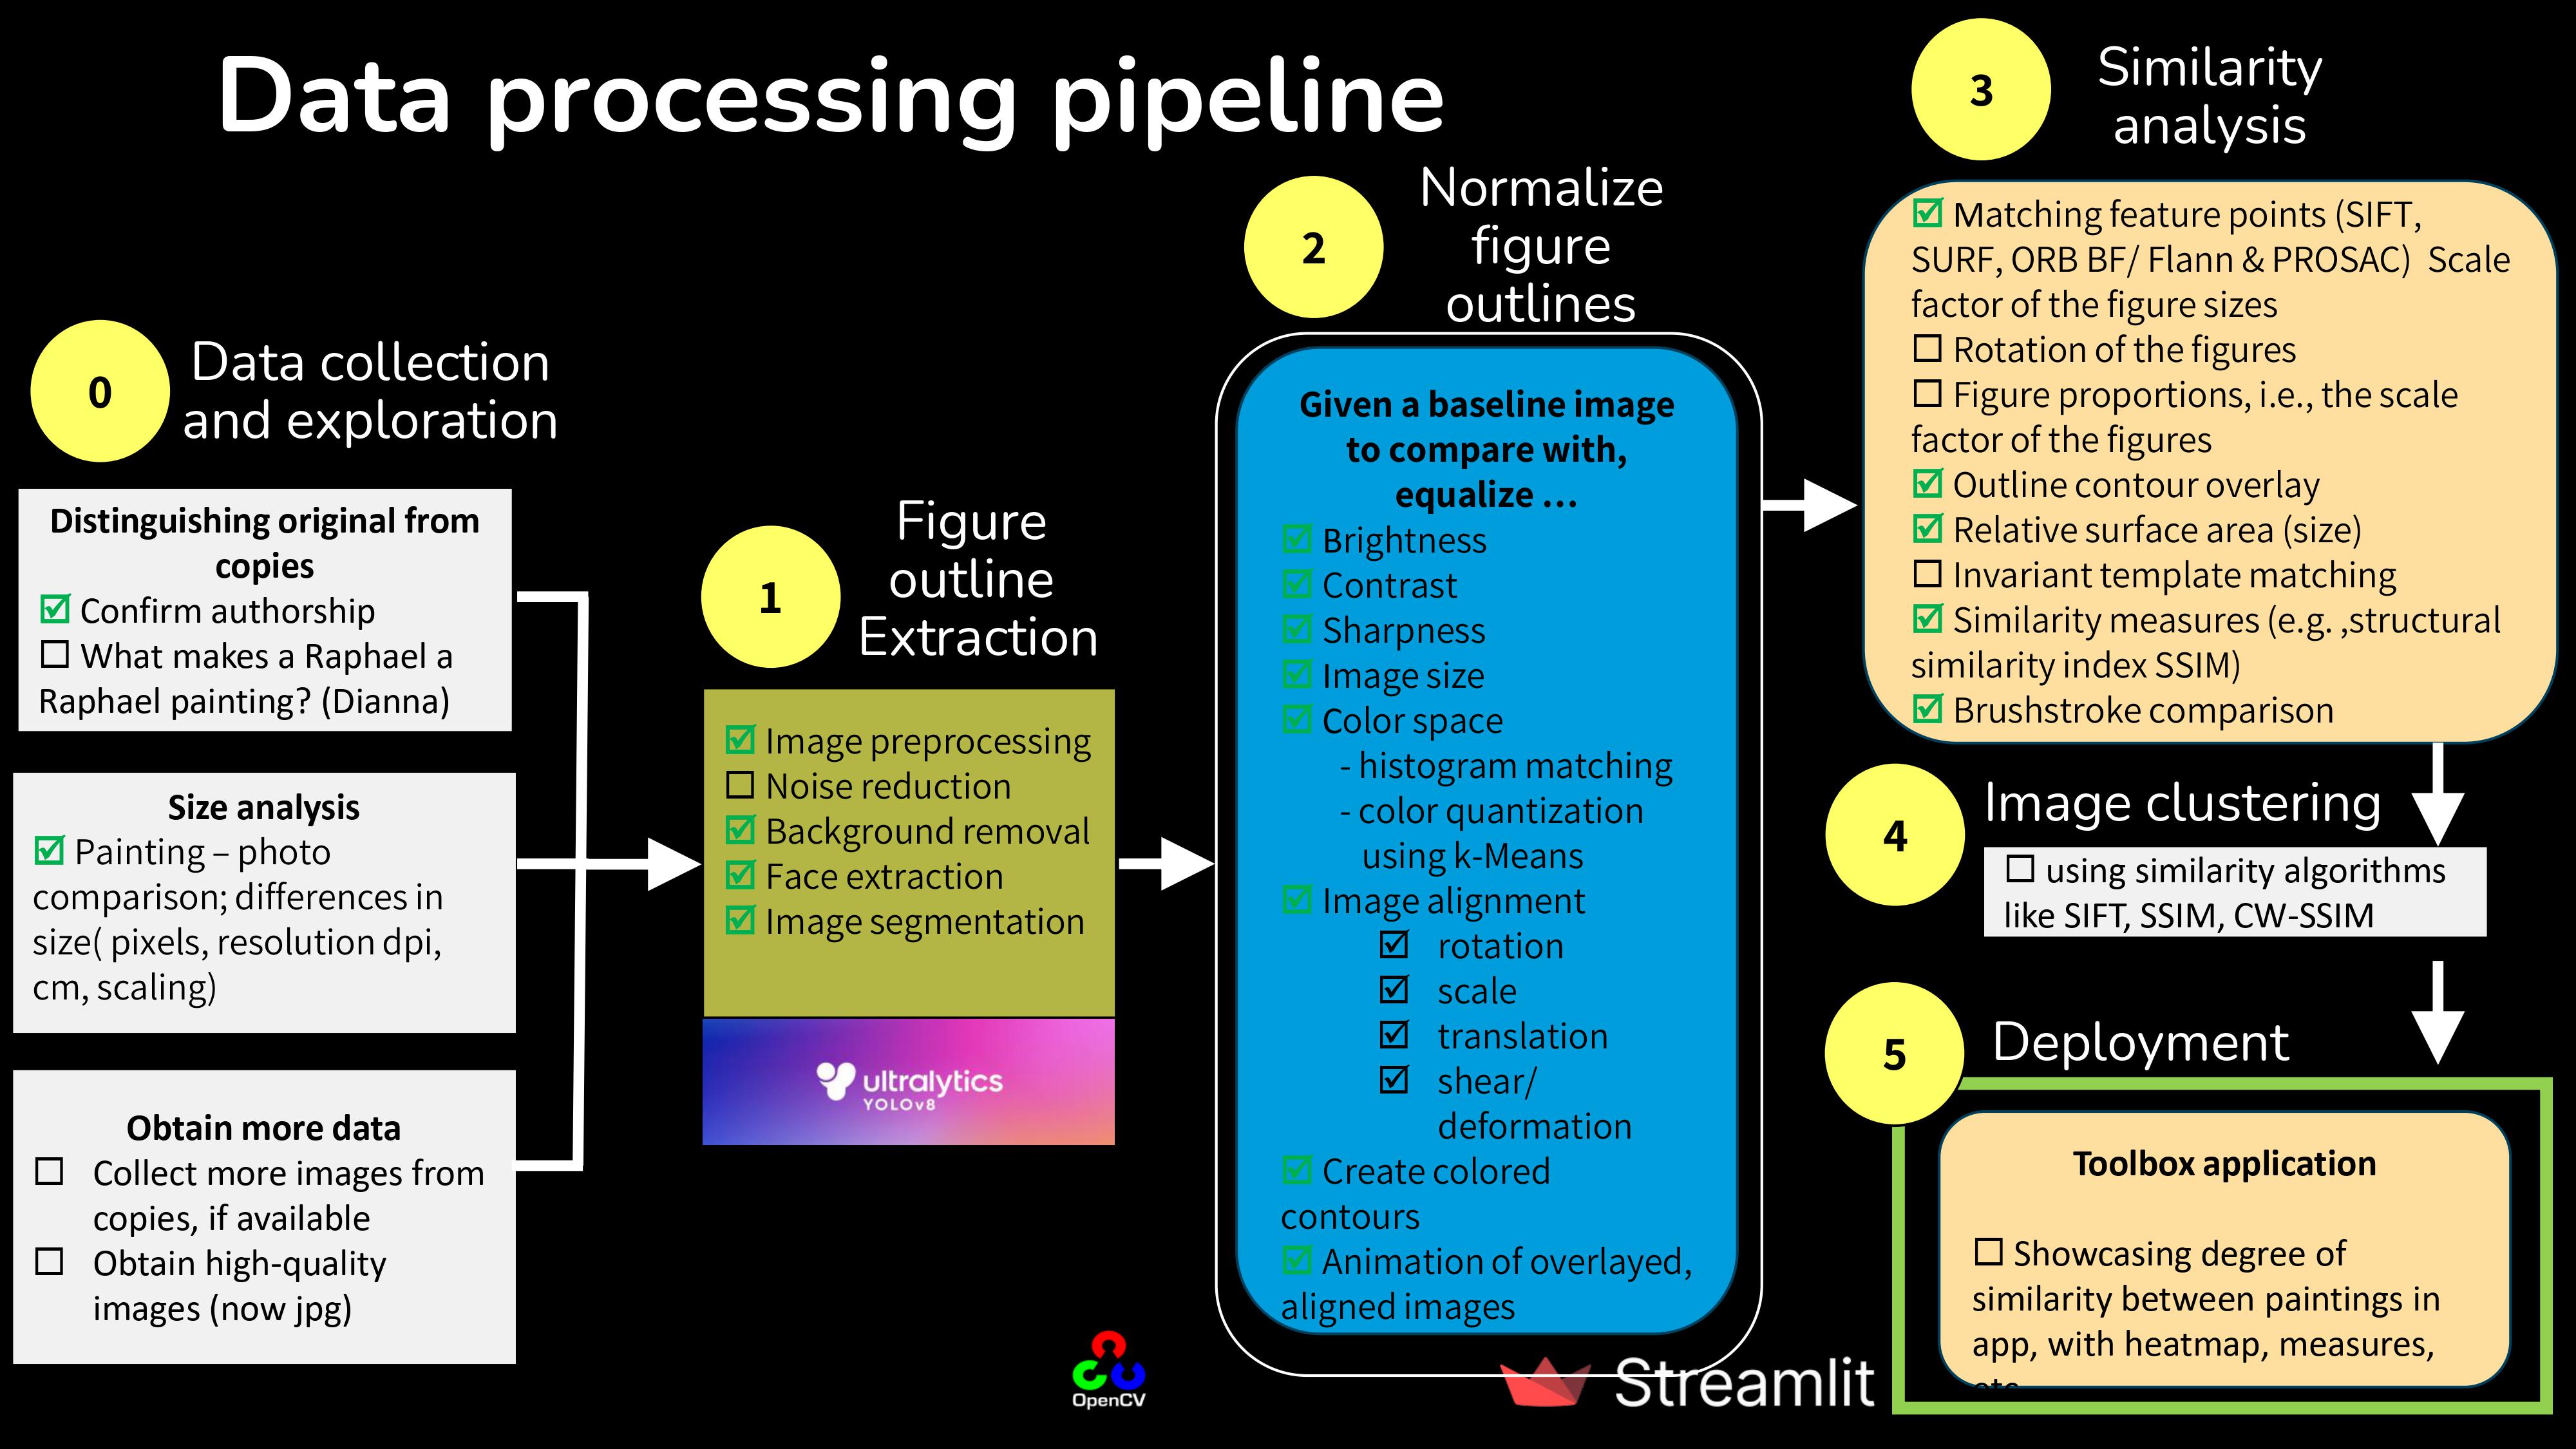 Data processing pipeline
0
Data collection
and exploration
Distinguishing original from
copies
☑ Confirm authorship
☐ What makes a Raphael a
Raphael painting? (Dianna)
Size analysis
☑ Painting – photo
comparison; differences in
size( pixels, resolution dpi,
cm, scaling)
Obtain more data
☐ Collect more images from
copies, if available
☐ Obtain high-quality
images (now jpg)
1
Figure
outline
Extraction
☑ Image preprocessing
☐ Noise reduction
☑ Background removal
☑ Face extraction
☑ Image segmentation
ultralytics
YOLOv8
2
Normalize
figure
outlines
Given a baseline image
to compare with,
equalize …
☑ Brightness
☑ Contrast
☑ Sharpness
☑ Image size
☑ Color space
- histogram matching
- color quantization
using k-Means
☑ Image alignment
☑ rotation
☑ scale
☑ translation
☑ shear/
deformation
☑ Create colored
contours
☑ Animation of overlayed,
aligned images
OpenCV
Streamlit
3
Similarity
analysis
☑ Matching feature points (SIFT,
SURF, ORB BF/ Flann & PROSAC)  Scale
factor of the figure sizes
☐ Rotation of the figures
☐ Figure proportions, i.e., the scale
factor of the figures
☑ Outline contour overlay
☑ Relative surface area (size)
☐ Invariant template matching
☑ Similarity measures (e.g. ,structural
similarity index SSIM)
☑ Brushstroke comparison
4
Image clustering
☐ using similarity algorithms
like SIFT, SSIM, CW-SSIM
5
Deployment
Toolbox application
☐ Showcasing degree of
similarity between paintings in
app, with heatmap, measures,